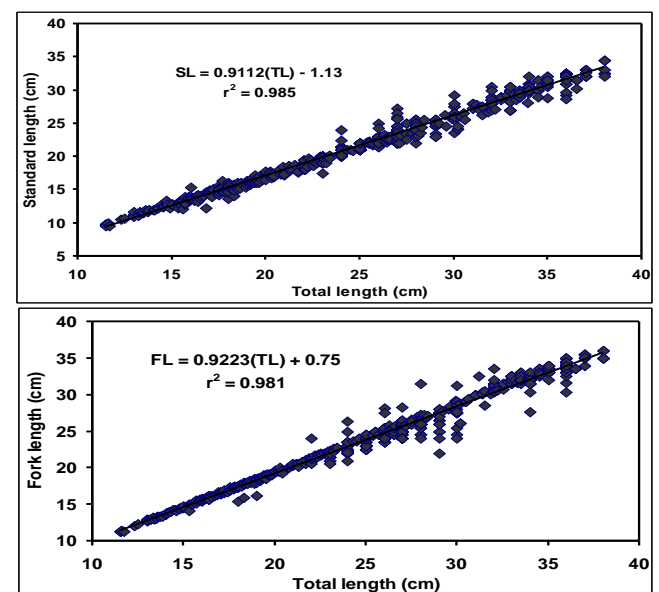 40
35
30
25
20
15
10
5
Standard length (cm)
SL = 0.9112(TL) - 1.13
r² = 0.985
10 15 20 25 30 35 40
Total length (cm)
40
35
30
25
20
15
10
Fork length (cm)
FL = 0.9223(TL) + 0.75
r² = 0.981
10 15 20 25 30 35 40
Total length (cm)